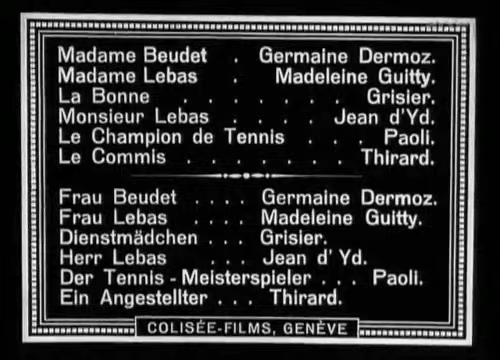 Madame Beudet . Germaine Dermoz.
Madame Lebas . Madeleine Guitty.
La Bonne . . . . . . . Grisier.
Monsieur Lebas . . . . Jean d'Yd.
Le Champion de Tennis . . . Paoli.
Le Commis . . . . . . . Thirard.
Frau Beudet . . . . Germaine Dermoz.
Frau Lebas . . . . Madeleine Guitty.
Dienstmädchen . . . Grisier.
Herr Lebas . . . Jean d' Yd.
Der Tennis - Meisterspieler . . . Paoli.
Ein Angestellter . . . Thirard.
COLISÉE-FILMS, GENÈVE